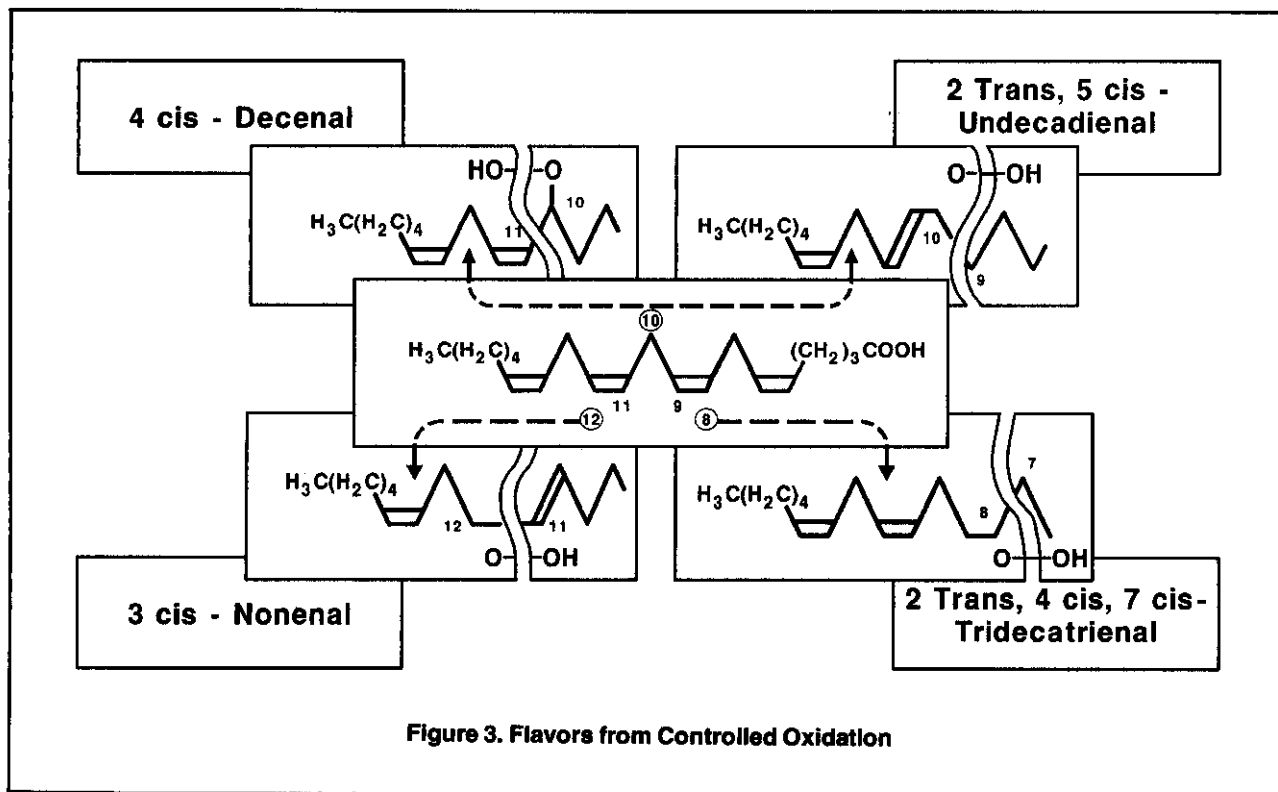 4 cis - Decenal
2 Trans, 5 cis -
Undecadienal
HO O
10
H₃C(H₂C)₄
11
O OH
H₃C(H₂C)₄
10
9
10
H₃C(H₂C)₄
(CH₂)₃COOH
11
9
12
8
H₃C(H₂C)₄
12
11
O OH
H₃C(H₂C)₄
7
8
O OH
3 cis - Nonenal
2 Trans, 4 cis, 7 cis-
Tridecatrienal
Figure 3. Flavors from Controlled Oxidation